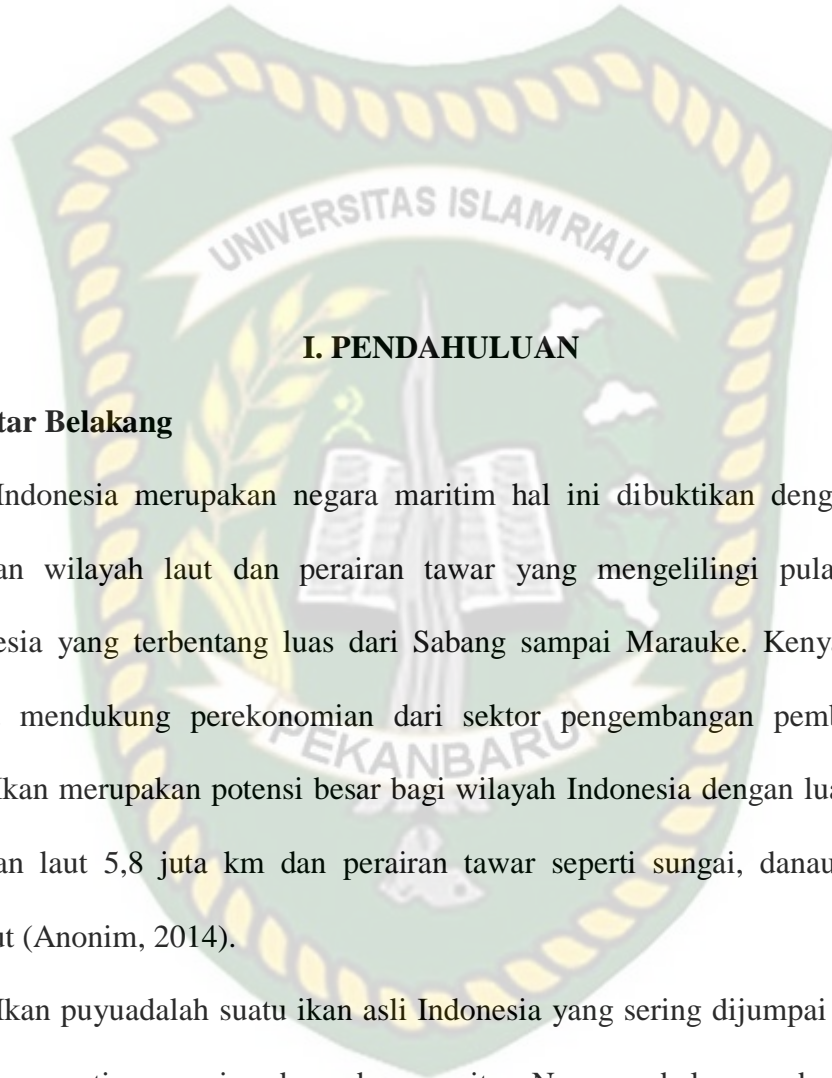 UNIVERSITAS ISLAM RIAU
I. PENDAHULUAN
tar Belakang
Indonesia merupakan negara maritim hal ini dibuktikan deng
an wilayah laut dan perairan tawar yang mengelilingi pula
esia yang terbentang luas dari Sabang sampai Marauke. Keny
mendukung perekonomian dari sektor pengembangan pemb
PEKANBARU
Ikan merupakan potensi besar bagi wilayah Indonesia dengan lua
an laut 5,8 juta km dan perairan tawar seperti sungai, danau
ut (Anonim, 2014).
Ikan puyuadalah suatu ikan asli Indonesia yang sering dijumpai